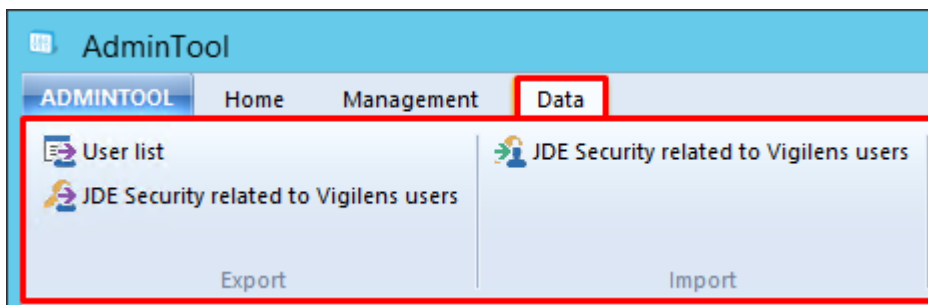 AdminTool
ADMINTOOL Home Management Data
User list
JDE Security related to Vigilens users
Export
JDE Security related to Vigilens users
Import